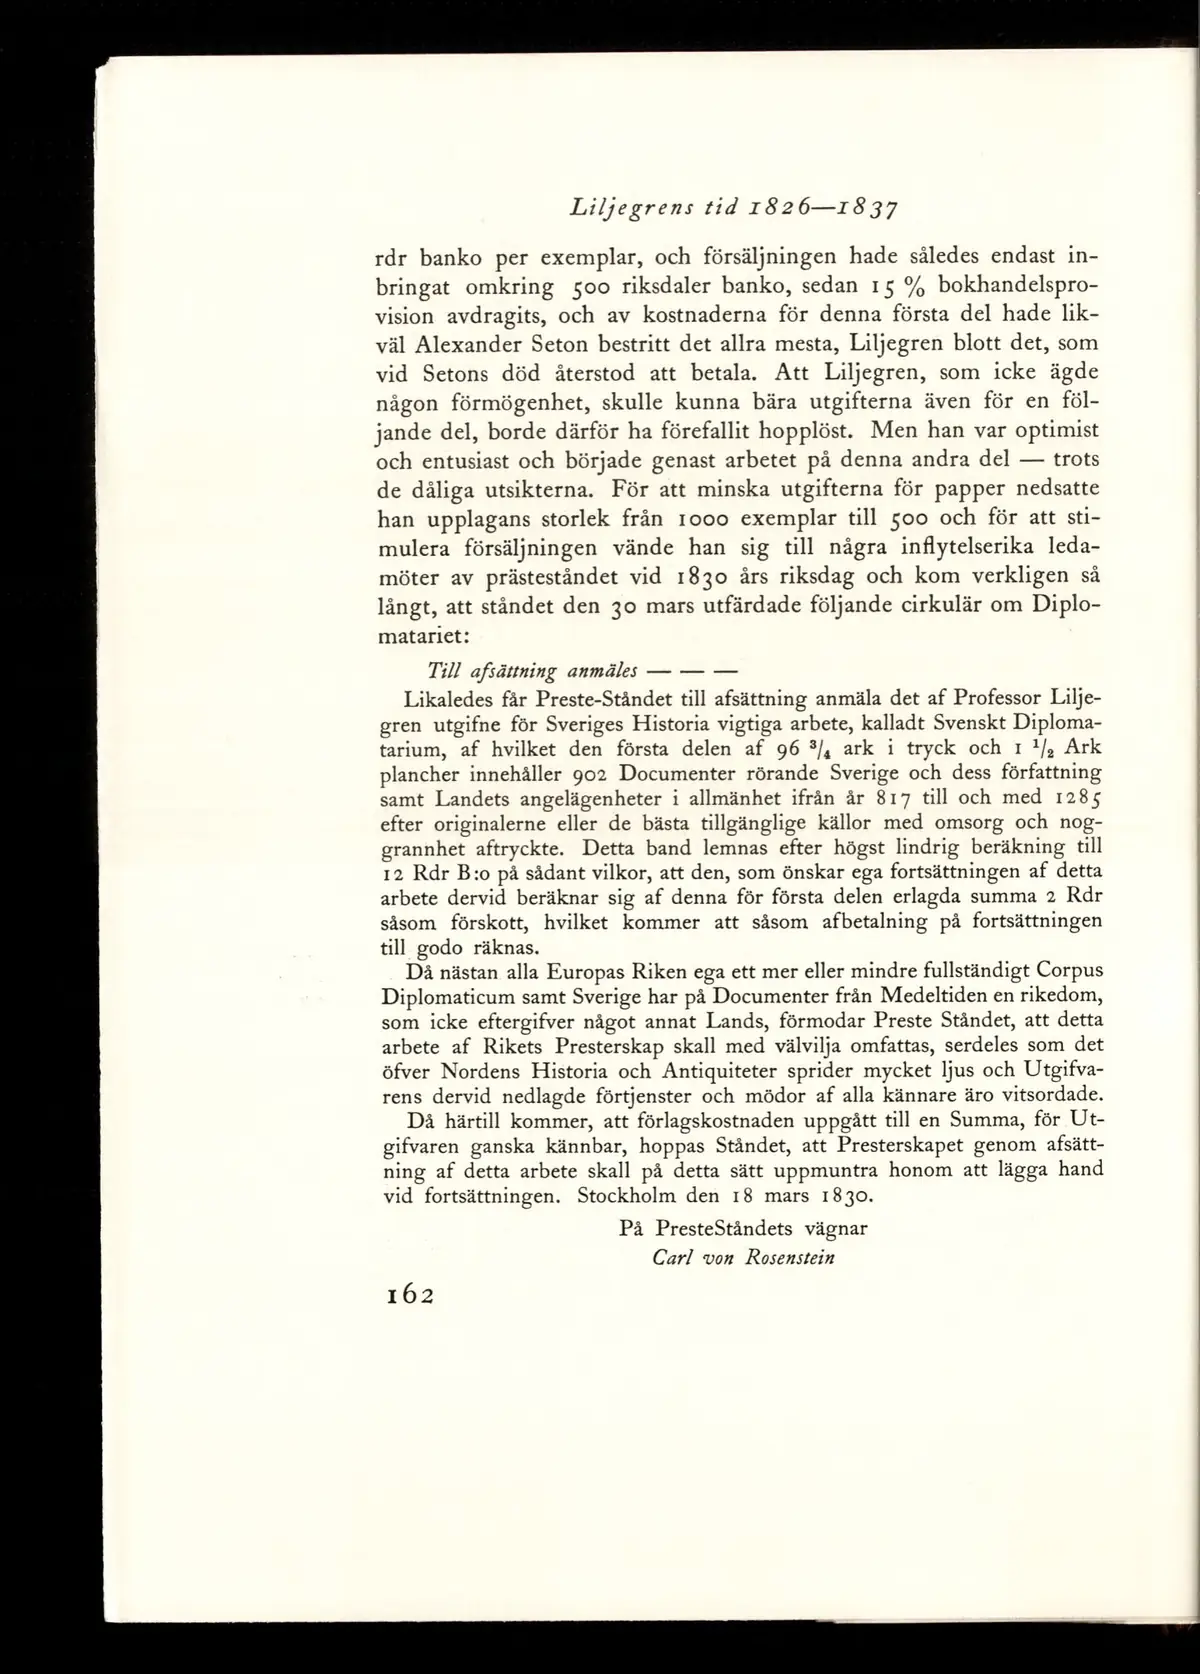 Liljegrens tid 1826—1837
rdr banko per exemplar, och försäljningen hade således endast in-
bringat omkring 500 riksdaler banko, sedan 15 % bokhandelspro-
vision avdragits, och av kostnaderna för denna första del hade lik-
väl Alexander Seton bestritt det allra mesta, Liljegren blott det, som
vid Setons död återstod att betala. Att Liljegren, som icke ägde
någon förmögenhet, skulle kunna bära utgifterna även för en föl-
jande del, borde därför ha förefallit hopplöst. Men han var optimist
och entusiast och började genast arbetet på denna andra del — trots
de dåliga utsikterna. För att minska utgifterna för papper nedsatte
han upplagans storlek från 1000 exemplar till 500 och för att sti-
mulera försäljningen vände han sig till några inflytelserika leda-
möter av prästeståndet vid 1830 års riksdag och kom verkligen så
långt, att ståndet den 30 mars utfärdade följande cirkulär om Diplo-
matariet:
Till afsättning anmäles — — —
Likaledes får Preste-Ståndet till afsättning anmäla det af Professor Lilje-
gren utgifne för Sveriges Historia vigtiga arbete, kalladt Svenskt Diploma-
tarium, af hvilket den första delen af 96 3/4 ark i tryck och 1 1/2 Ark
plancher innehåller 902 Documenter rörande Sverige och dess författning
samt Landets angelägenheter i allmänhet ifrån år 817 till och med 1285
efter originalerne eller de bästa tillgänglige källor med omsorg och nog-
grannhet aftryckte. Detta band lemnas efter högst lindrig beräkning till
12 Rdr B:o på sådant vilkor, att den, som önskar ega fortsättningen af detta
arbete dervid beräknar sig af denna för första delen erlagda summa 2 Rdr
såsom förskott, hvilket kommer att såsom afbetalning på fortsättningen
till godo räknas.
Då nästan alla Europas Riken ega ett mer eller mindre fullständigt Corpus
Diplomaticum samt Sverige har på Documenter från Medeltiden en rikedom,
som icke eftergifver något annat Lands, förmodar Preste Ståndet, att detta
arbete af Rikets Presterskap skall med välvilja omfattas, serdeles som det
öfver Nordens Historia och Antiquiteter sprider mycket ljus och Utgifva-
rens dervid nedlagde förtjenster och mödor af alla kännare äro vitsordade.
Då härtill kommer, att förlagskostnaden uppgått till en Summa, för Ut-
gifvaren ganska kännbar, hoppas Ståndet, att Presterskapet genom afsätt-
ning af detta arbete skall på detta sätt uppmuntra honom att lägga hand
vid fortsättningen. Stockholm den 18 mars 1830.
På PresteStåndets vägnar
Carl von Rosenstein
162